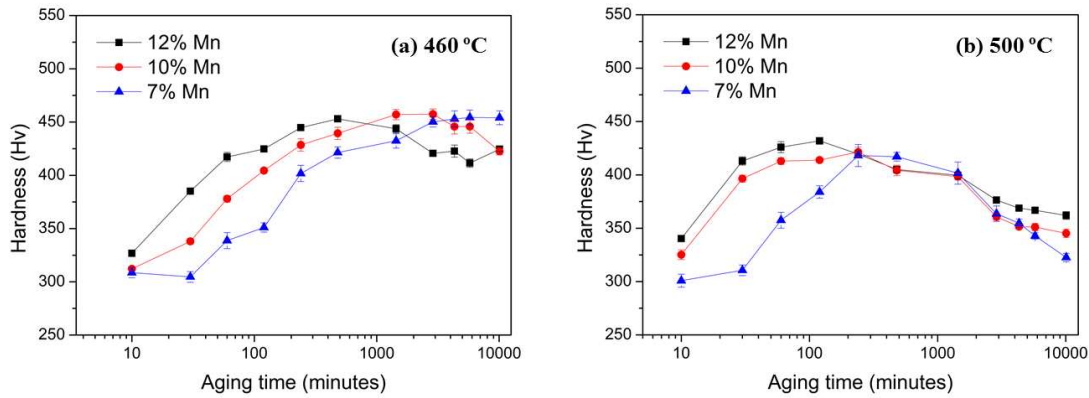 (a) 460 ºC
12% Mn
10% Mn
7% Mn
Hardness (Hv)
550
500
450
400
350
300
250
10
100
1000
10000
Aging time (minutes)
(b) 500 ºC
12% Mn
10% Mn
7% Mn
Hardness (Hv)
550
500
450
400
350
300
250
10
100
1000
10000
Aging time (minutes)